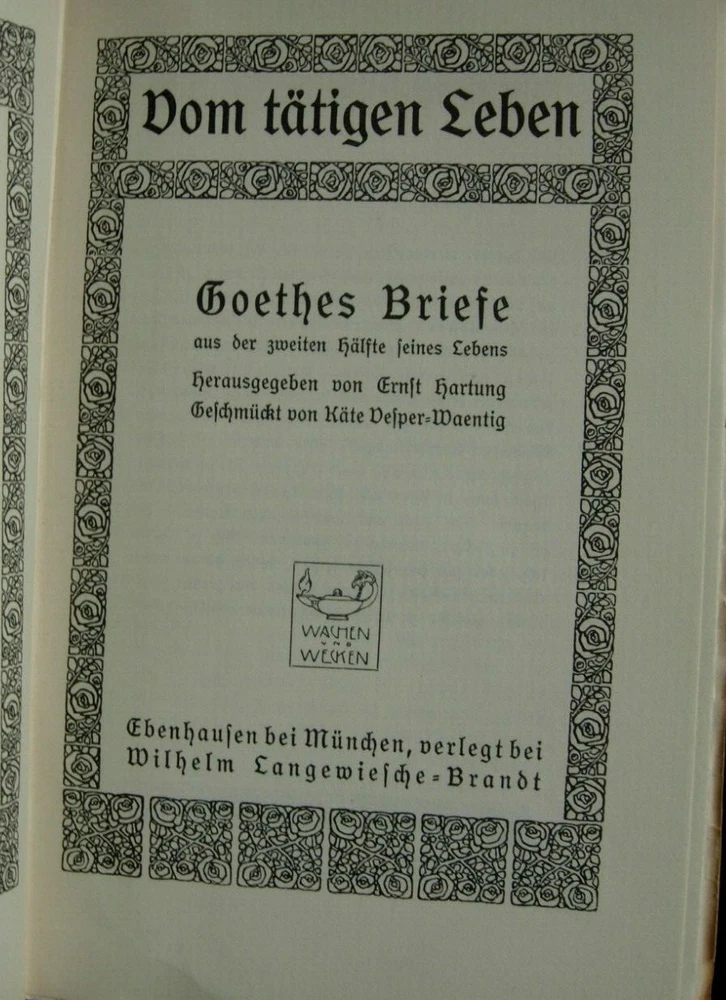 Vom tätigen Leben
Goethes Briefe
aus der zweiten Hälfte seines Lebens
Herausgegeben von Ernst Hartung
Geschmückt von Käte Vesper=Waentig
WACHEN
UND
WECKEN
Ebenhausen bei München, verlegt bei
Wilhelm Langewiesche=Brandt